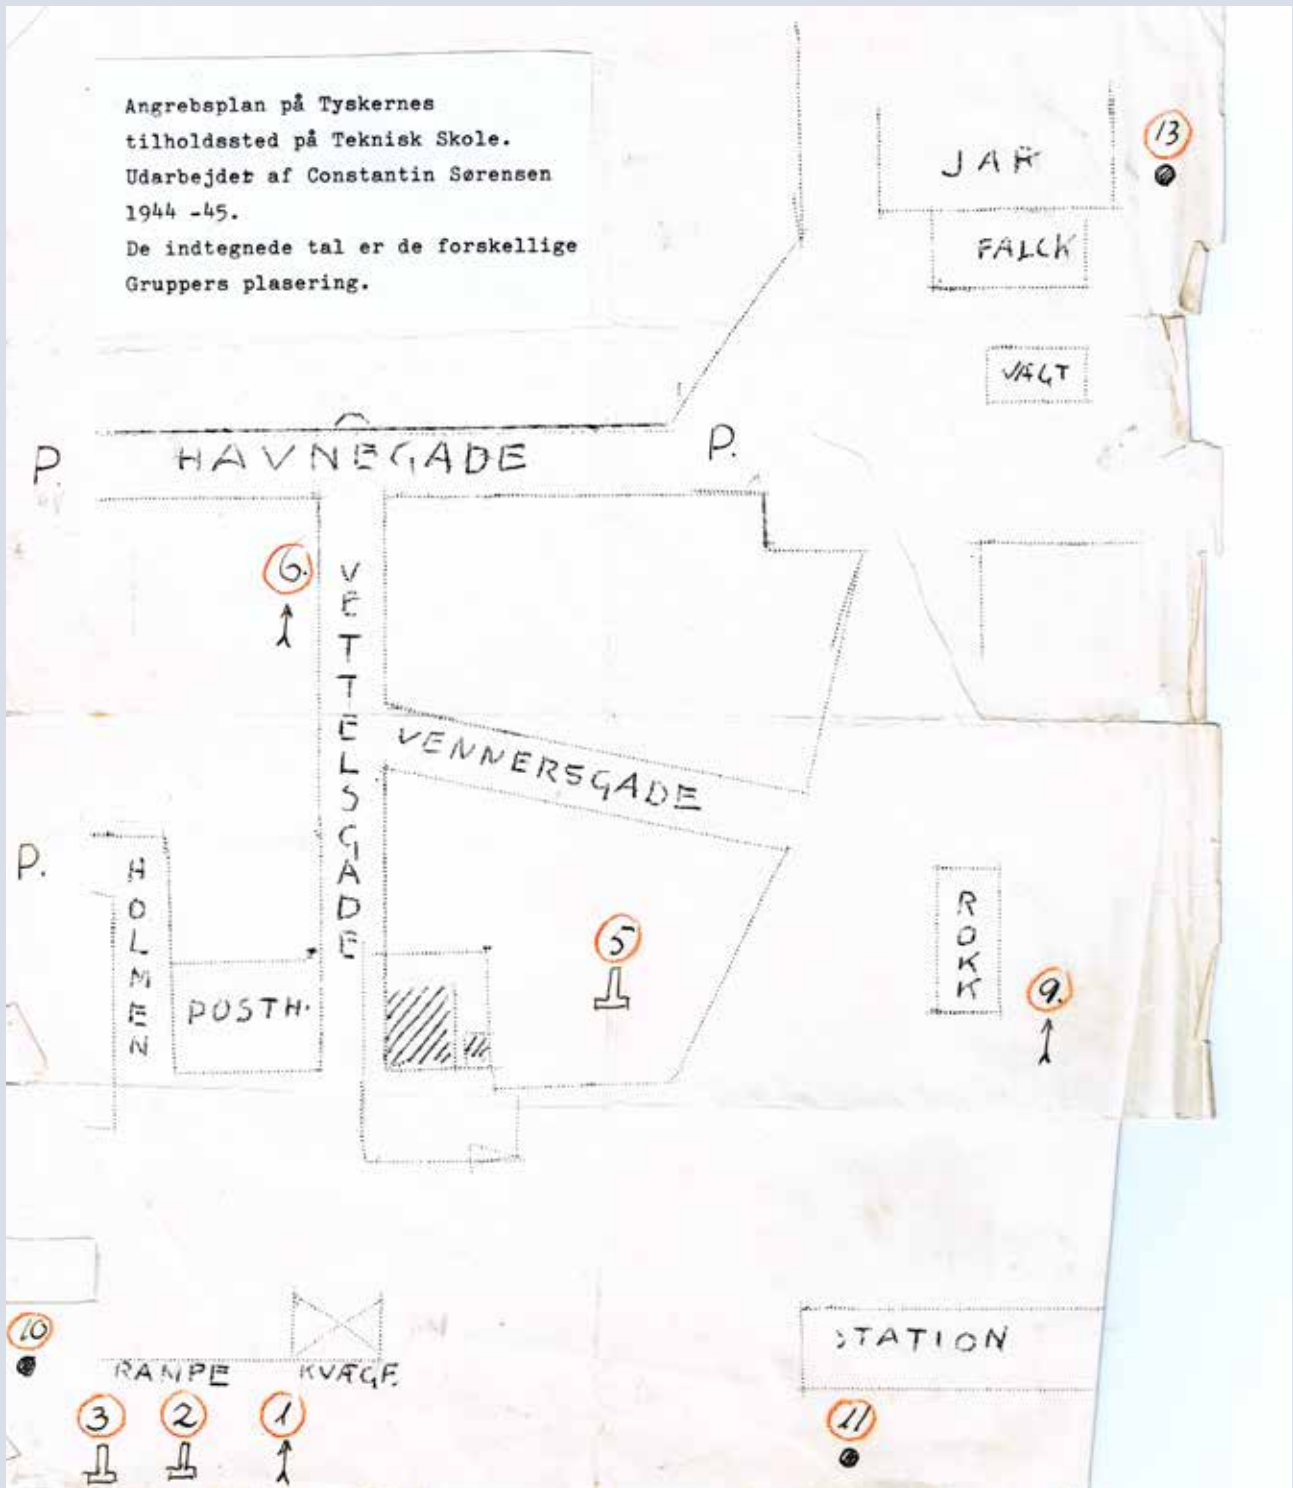 Angrebsplan på Tyskernes
tilholdssted på Teknisk Skole.
Udarbejdet af Constantin Sørensen
1944 -45.
De indtegnede tal er de forskellige
Gruppers plasering.
13
JAR
FALCK
VÆGT
P.
HAVNEGADE
P.
6.
VETTELSGADE
VENNERSGADE
P.
HOLMEN
POSTH.
5
ROKK
9.
10
RAMPE
KVÆGF.
STATION
3
2
1
11